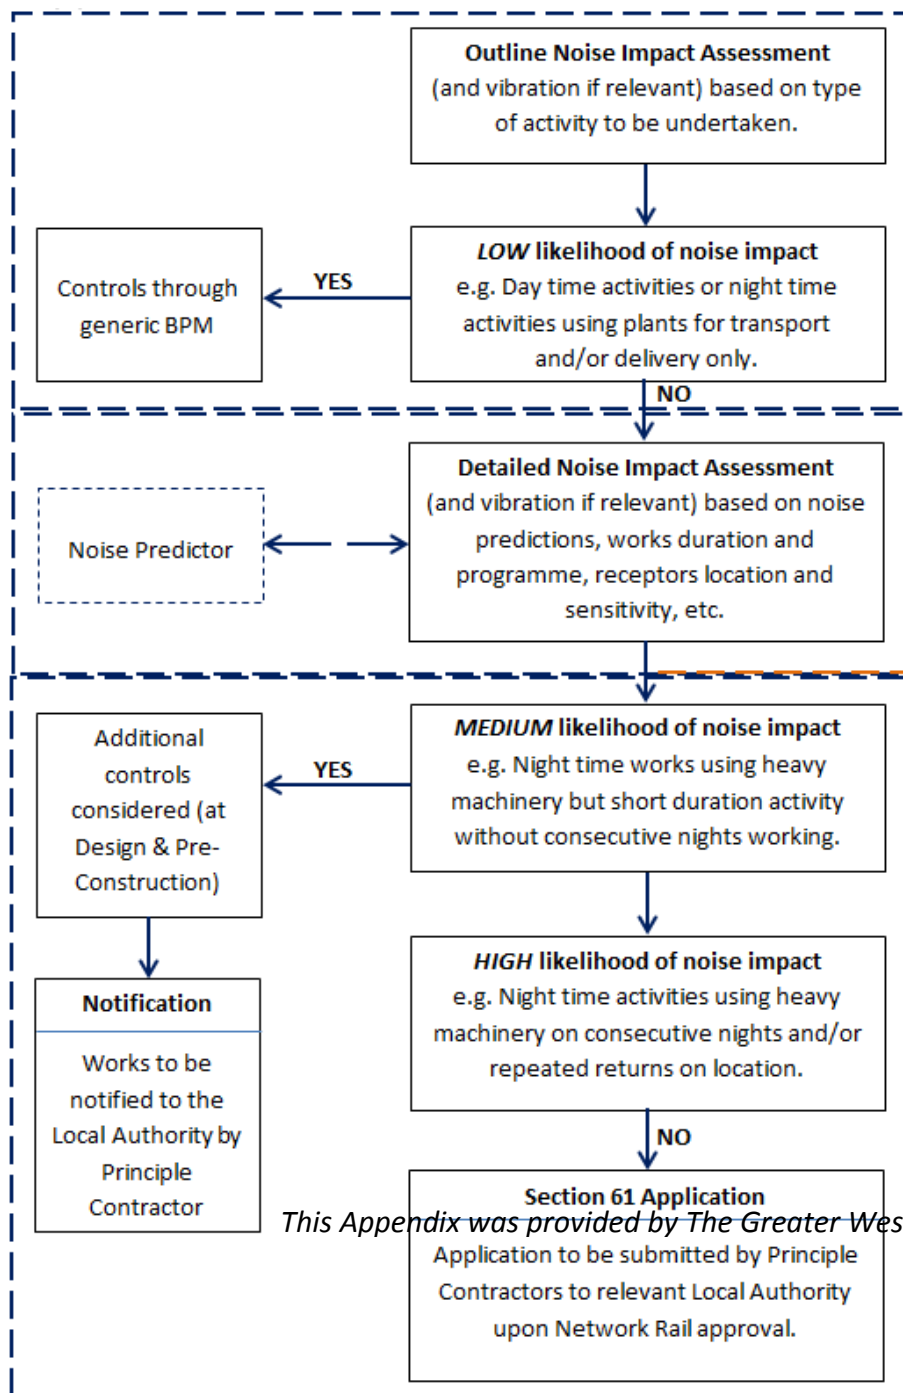 Outline Noise Impact Assessment
(and vibration if relevant) based on type
of activity to be undertaken.
LOW likelihood of noise impact
e.g. Day time activities or night time
activities using plants for transport
and/or delivery only.
YES
Controls through
generic BPM
NO
Detailed Noise Impact Assessment
(and vibration if relevant) based on noise
predictions, works duration and
programme, receptors location and
sensitivity, etc.
Noise Predictor
MEDIUM likelihood of noise impact
e.g. Night time works using heavy
machinery but short duration activity
without consecutive nights working.
YES
Additional
controls
considered (at
Design & Pre-
Construction)
Notification
Works to be
notified to the
Local Authority by
Principle
Contractor
HIGH likelihood of noise impact
e.g. Night time activities using heavy
machinery on consecutive nights and/or
repeated returns on location.
NO
Section 61 Application
This Appendix was provided by The Greater Wes
Application to be submitted by Principle
Contractors to relevant Local Authority
upon Network Rail approval.